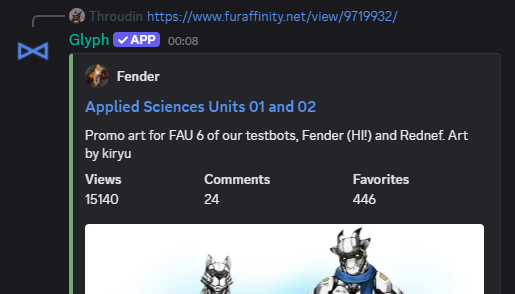 Throudin https://www.furaffinity.net/view/9719932/
Glyph ✓ APP 00:08
Fender
Applied Sciences Units 01 and 02
Promo art for FAU 6 of our testbots, Fender (HI!) and Rednef. Art
by kiryu
Views Comments Favorites
15140 24 446